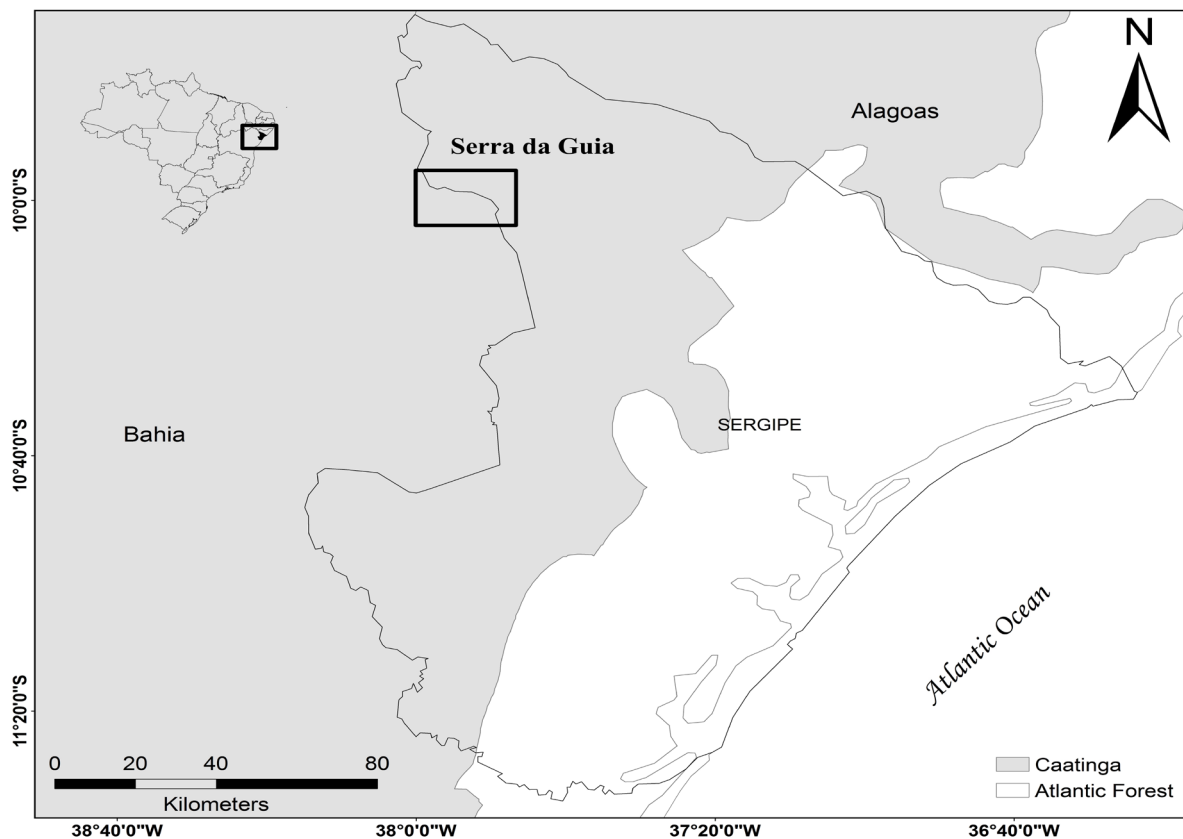 N
Alagoas
Serra da Guia
10°0'0"S
Bahia
SERGIPE
10°40'0"S
Atlantic Ocean
11°20'0"S
0 20 40 80
Kilometers
Caatinga
Atlantic Forest
38°40'0"W 38°0'0"W 37°20'0"W 36°40'0"W